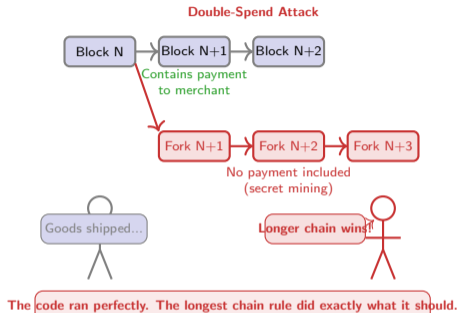 Double-Spend Attack
Block N
Block N+1
Block N+2
Contains payment
to merchant
Fork N+1
Fork N+2
Fork N+3
No payment included
(secret mining)
Goods shipped...
Longer chain wins!
The code ran perfectly. The longest chain rule did exactly what it should.